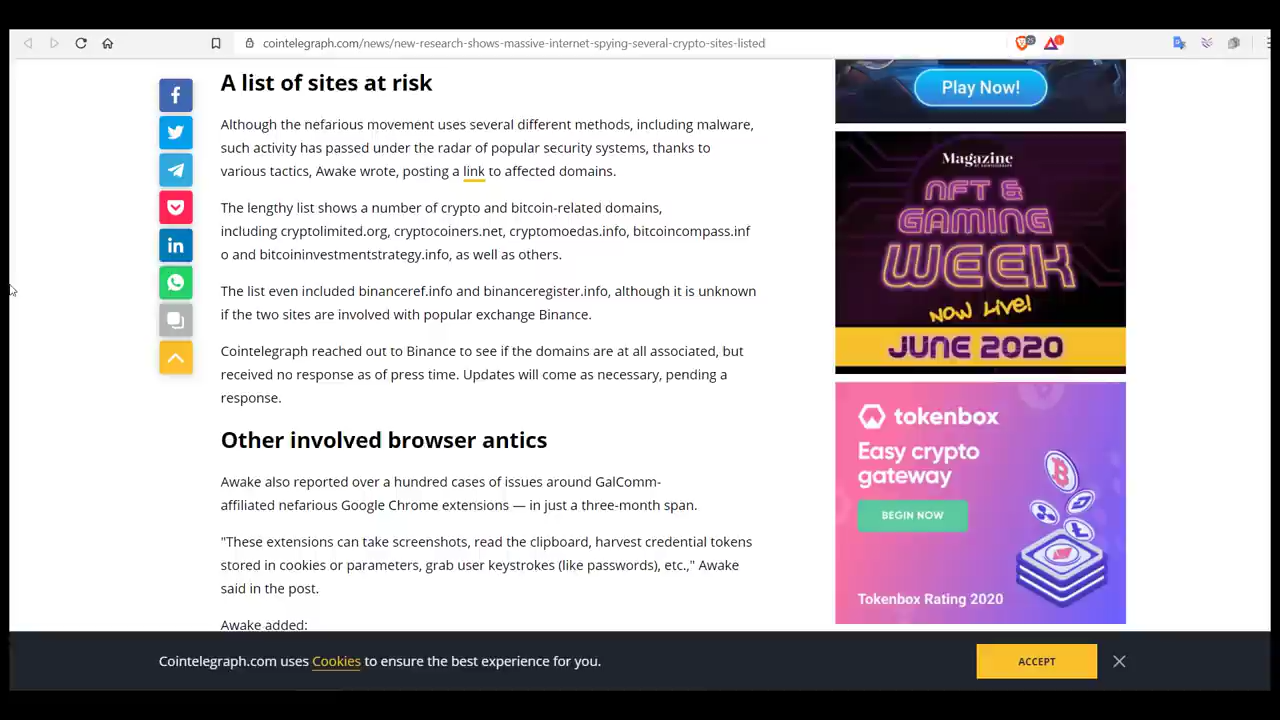 cointelegraph.com/news/new-research-shows-massive-internet-spying-several-crypto-sites-listed
A list of sites at risk
Although the nefarious movement uses several different methods, including malware,
such activity has passed under the radar of popular security systems, thanks to
various tactics, Awake wrote, posting a link to affected domains.
The lengthy list shows a number of crypto and bitcoin-related domains,
including cryptolimited.org, cryptocoiners.net, cryptomoedas.info, bitcoincompass.inf
o and bitcoininvestmentstrategy.info, as well as others.
The list even included binanceref.info and binanceregister.info, although it is unknown
if the two sites are involved with popular exchange Binance.
Cointelegraph reached out to Binance to see if the domains are at all associated, but
received no response as of press time. Updates will come as necessary, pending a
response.
Other involved browser antics
Awake also reported over a hundred cases of issues around GalComm-
affiliated nefarious Google Chrome extensions — in just a three-month span.
"These extensions can take screenshots, read the clipboard, harvest credential tokens
stored in cookies or parameters, grab user keystrokes (like passwords), etc.," Awake
said in the post.
Awake added:
Play Now!
Magazine
NFT &
GAMING
WEEK
NOW LIVE!
JUNE 2020
tokenbox
Easy crypto
gateway
BEGIN NOW
Tokenbox Rating 2020
Cointelegraph.com uses Cookies to ensure the best experience for you.
ACCEPT